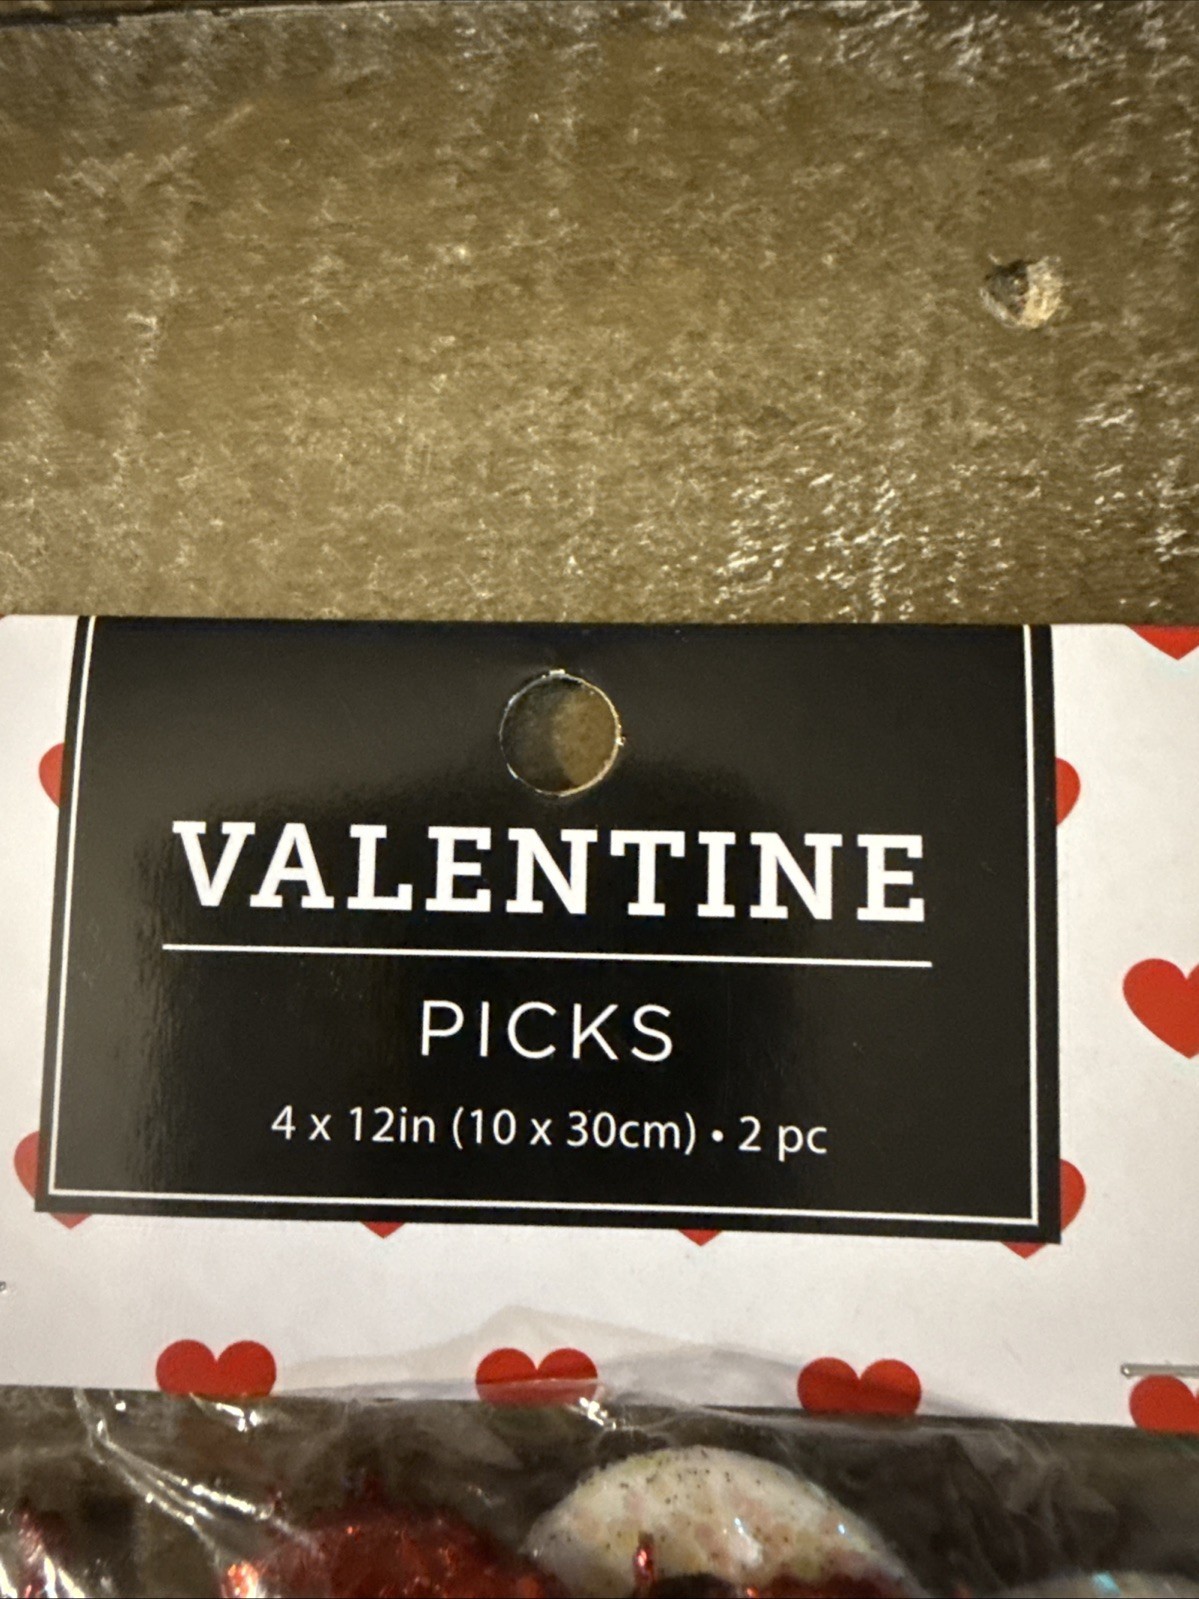 VALENTINE
PICKS
4 x 12in (10 x 30cm) • 2 pc